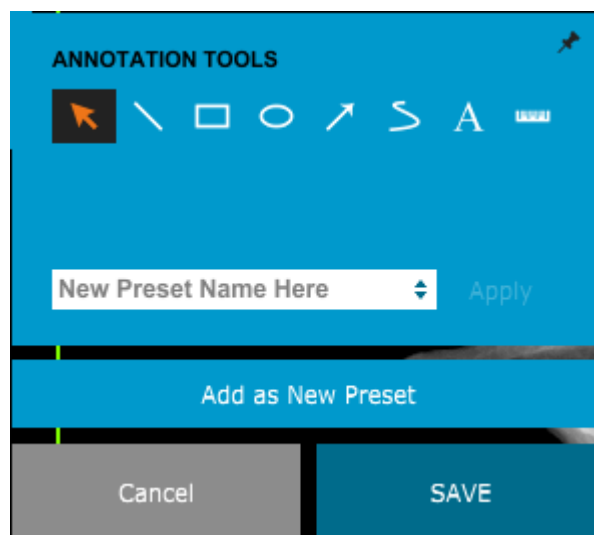 ANNOTATION TOOLS
A
New Preset Name Here
Apply
Add as New Preset
Cancel
SAVE